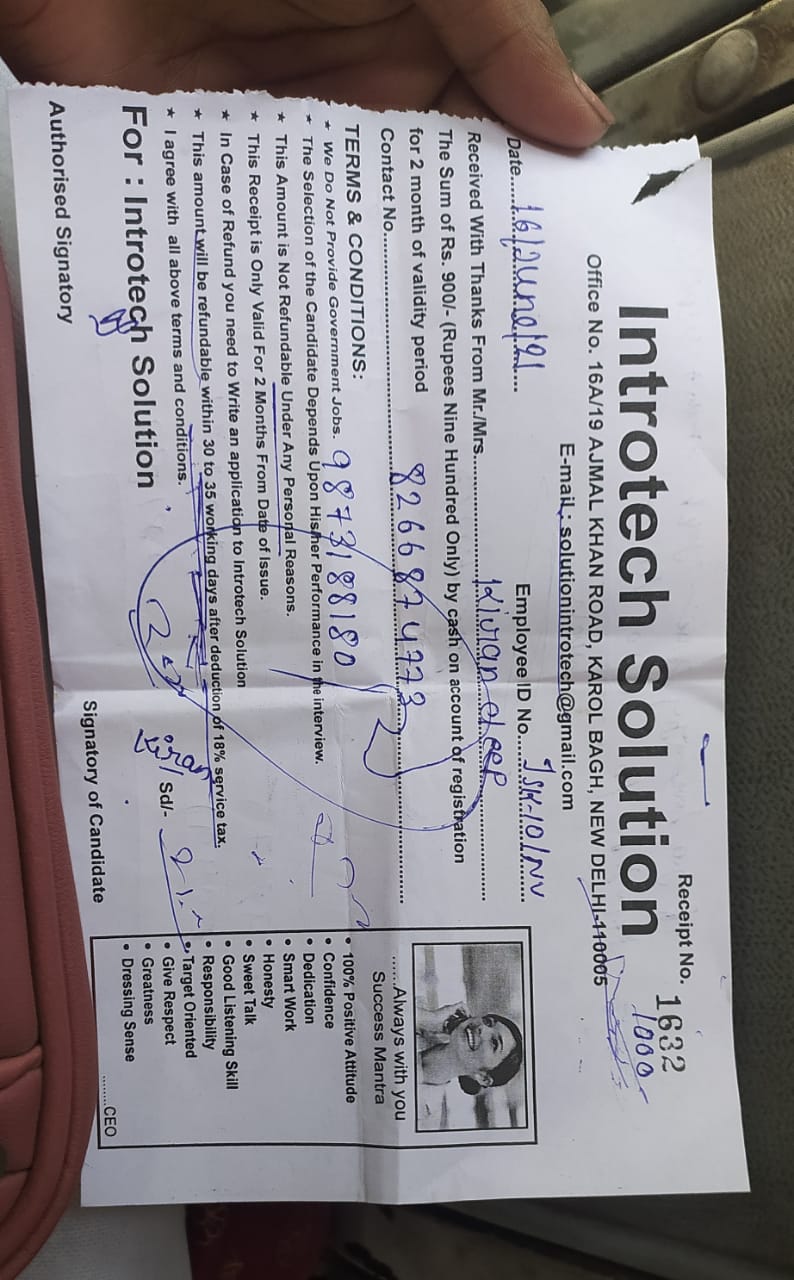 Receipt No. 1632
1000
Introtech Solution
Office No. 16A/19 AJMAL KHAN ROAD, KAROL BAGH, NEW DELHI-110005
E-mail : solutionintrotech@gmail.com
Employee ID No.
Date 16/June/21
Received With Thanks From Mr./Mrs. Kirandeep
The Sum of Rs. 900/- (Rupees Nine Hundred Only) by cash on account of registration
for 2 month of validity period
Contact No. 8266874773
9873188180
TERMS & CONDITIONS:
★ We Do Not Provide Government Jobs.
★ The Selection of the Candidate Depends Upon His/her Performance in the interview.
★ This Amount is Not Refundable Under Any Personal Reasons.
★ This Receipt is Only Valid For 2 Months From Date of Issue.
★ In Case of Refund you need to Write an application to Introtech Solution
★ This amount will be refundable within 30 to 35 working days after deduction of 18% service tax.
★ I agree with all above terms and conditions.
For : Introtech Solution
Kiran/ Sd/-
Authorised Signatory
Signatory of Candidate
......Always with you
Success Mantra
• 100% Positive Attitude
• Confidence
• Dedication
• Smart Work
• Honesty
• Sweet Talk
• Good Listening Skill
• Responsibility
• Target Oriented
• Give Respect
• Greatness
• Dressing Sense
.........CEO